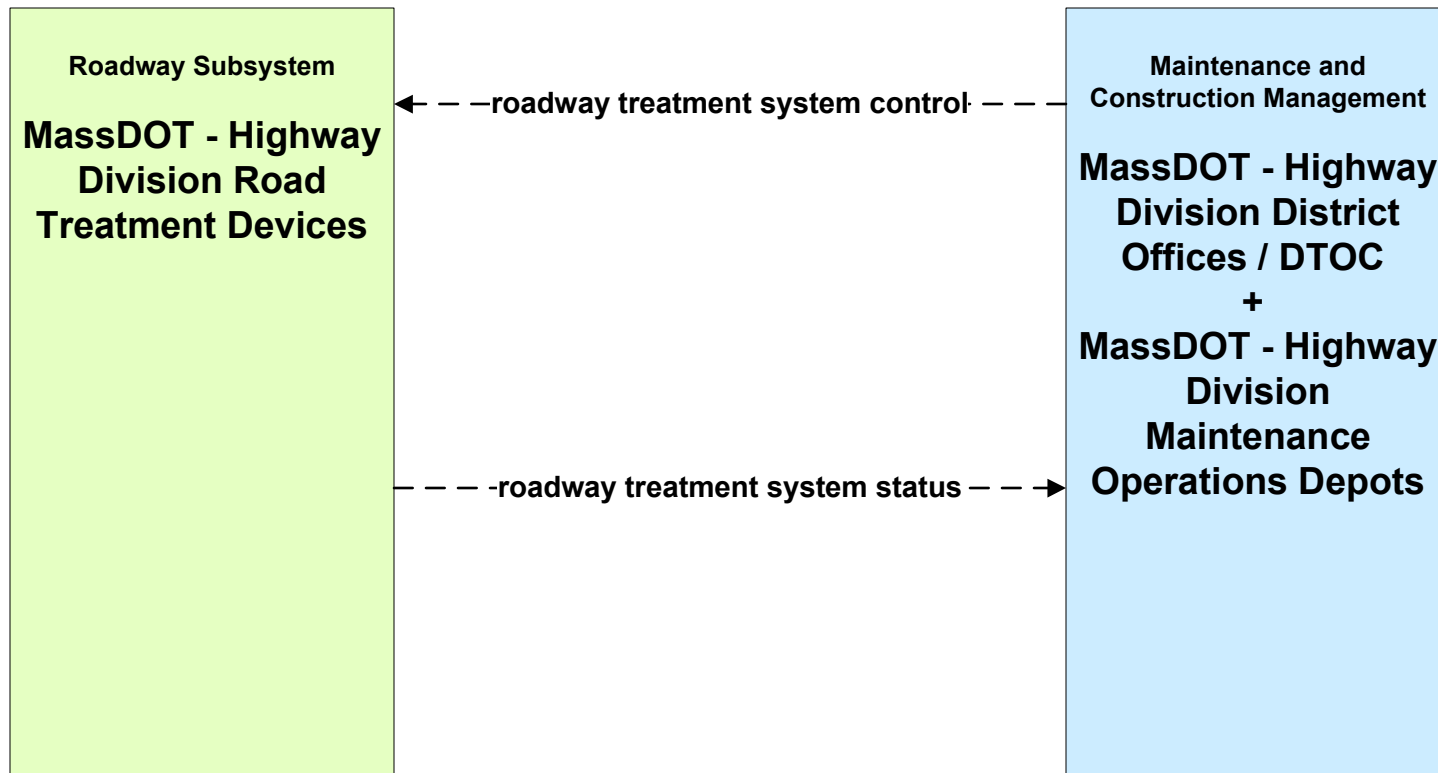 Roadway Subsystem
MassDOT - Highway
Division Road
Treatment Devices
roadway treatment system control
roadway treatment system status
Maintenance and
Construction Management
MassDOT - Highway
Division District
Offices / DTOC
+
MassDOT - Highway
Division
Maintenance
Operations Depots